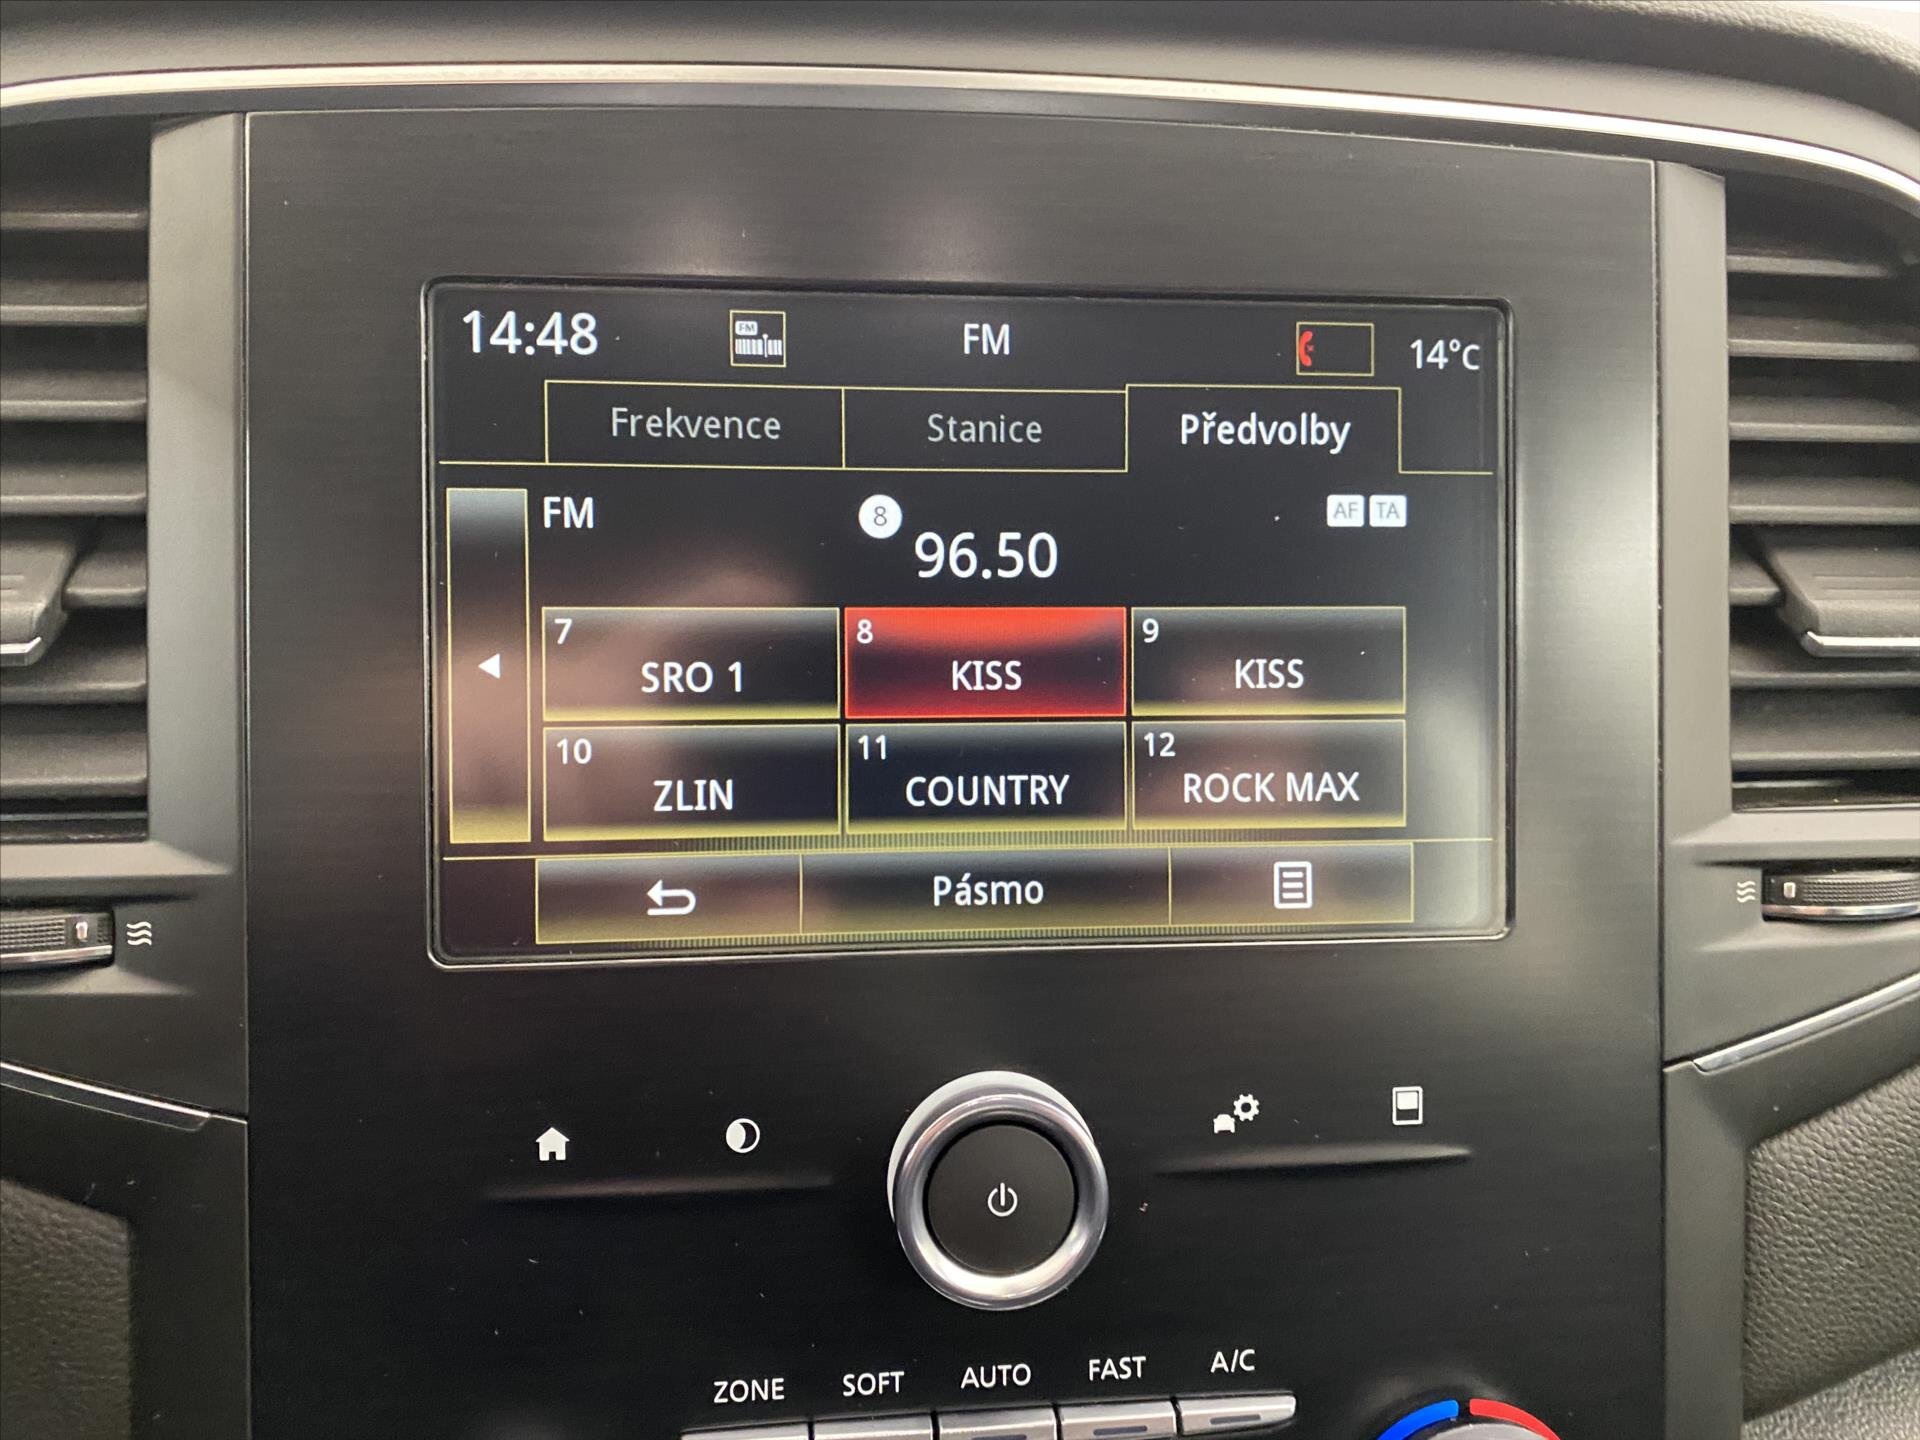 14:48 FM FM 14°C
Frekvence Stanice Předvolby
FM 8 96.50 AF TA
7 SRO 1
8 KISS
9 KISS
10 ZLIN
11 COUNTRY
12 ROCK MAX
Pásmo
ZONE SOFT AUTO FAST A/C